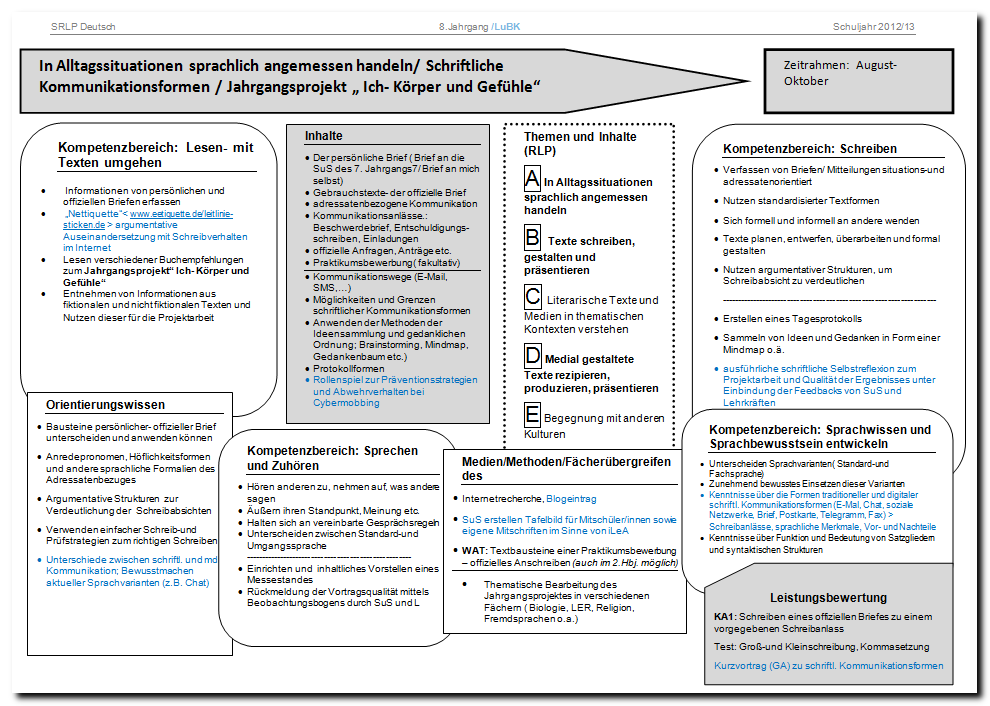 SRLP Deutsch
8.Jahrgang /LuBK
Schuljahr 2012/13
In Alltagssituationen sprachlich angemessen handeln/ Schriftliche
Kommunikationsformen / Jahrgangsprojekt „ Ich- Körper und Gefühle“
Zeitrahmen: August-
Oktober
Kompetenzbereich: Lesen- mit
Texten umgehen
• Informationen von persönlichen und
offiziellen Briefen erfassen
• „Nettiquette“< www.eetiquette.de/leitlinie-
sticken.de > argumentative
Auseinandersetzung mit Schreibverhalten
im Internet
• Lesen verschiedener Buchempfehlungen
zum Jahrgangsprojekt“ Ich- Körper und
Gefühle“
• Entnehmen von Informationen aus
fiktionalen und nicht fiktionalen Texten und
Nutzen dieser für die Projektarbeit
Inhalte
• Der persönliche Brief ( Brief an die
SuS des 7. Jahrgangs7/ Brief an mich
selbst)
• Gebrauchstexte- der offizielle Brief
• adressatenbezogene Kommunikation
• Kommunikationsanlässe.:
Beschwerdebrief, Entschuldigungs-
schreiben, Einladungen
• offizielle Anfragen, Anträge etc.
• Praktikumsbewerbung( fakultativ)
• Kommunikationswege (E-Mail,
SMS,…)
• Möglichkeiten und Grenzen
schriftlicher Kommunikationsformen
• Anwenden der Methoden der
Ideensammlung und gedanklichen
Ordnung; Brainstorming, Mindmap,
Gedankenbaum etc.)
• Protokollformen
• Rollenspiel zur Präventionsstrategien
und Abwehrverhalten bei
Cybermobbing
Themen und Inhalte
(RLP)
A In Alltagssituationen
sprachlich angemessen
handeln
B Texte schreiben,
gestalten und
präsentieren
C Literarische Texte und
Medien in thematischen
Kontexten verstehen
D Medial gestaltete
Texte rezipieren,
produzieren, präsentieren
E Begegnung mit anderen
Kulturen
Kompetenzbereich: Schreiben
• Verfassen von Briefen/ Mitteilungen situations-und
adressatenorientiert
• Nutzen standardisierter Textformen
• Sich formell und informell an andere wenden
• Texte planen, entwerfen, überarbeiten und formal
gestalten
• Nutzen argumentativer Strukturen, um
Schreibabsicht zu verdeutlichen
• Erstellen eines Tagesprotokolls
• Sammeln von Ideen und Gedanken in Form einer
Mindmap o.ä.
• ausführliche schriftliche Selbstreflexion zum
Projektarbeit und Qualität der Ergebnisses unter
Einbindung der Feedbacks von SuS und
Lehrkräften
Orientierungswissen
• Bausteine persönlicher- offizieller Brief
unterscheiden und anwenden können
• Anredepronomen, Höflichkeitsformen
und andere sprachliche Formalien des
Adressatenbezuges
• Argumentative Strukturen zur
Verdeutlichung der Schreibabsichten
• Verwenden einfacher Schreib-und
Prüfstrategien zum richtigen Schreiben
• Unterschiede zwischen schriftl. und md
Kommunikation; Bewusstmachen
aktueller Sprachvarianten (z.B. Chat)
Kompetenzbereich: Sprechen
und Zuhören
• Hören anderen zu, nehmen auf, was andere
sagen
• Äußern ihren Standpunkt, Meinung etc.
• Halten sich an vereinbarte Gesprächsregeln
• Unterscheiden zwischen Standard-und
Umgangssprache
• Einrichten und inhaltliches Vorstellen eines
Messestandes
• Rückmeldung der Vortragsqualität mittels
Beobachtungsbogens durch SuS und L
Medien/Methoden/Fächerübergreifen
des
• Internetrecherche, Blogeintrag
• SuS erstellen Tafelbild für Mitschüler/innen sowie
eigene Mitschriften im Sinne von iLeA
• WAT: Textbausteine einer Praktikumsbewerbung
– offizielles Anschreiben (auch im 2.Hbj. möglich)
• Thematische Bearbeitung des
Jahrgangsprojektes in verschiedenen
Fächern ( Biologie, LER, Religion,
Fremdsprachen o.a.)
Kompetenzbereich: Sprachwissen und
Sprachbewusstsein entwickeln
• Unterscheiden Sprachvarianten( Standard-und
Fachsprache)
• Zunehmend bewusstes Einsetzen dieser Varianten
• Kenntnisse über die Formen traditioneller und digitaler
schriftl. Kommunikationsformen (E-Mal, Chat, soziale
Netzwerke, Brief, Postkarte, Telegramm, Fax) >
Schreibanlässe, sprachliche Merkmale, Vor- und Nachteile
• Kenntnisse über Funktion und Bedeutung von Satzgliedern
und syntaktischen Strukturen
Leistungsbewertung
KA1: Schreiben eines offiziellen Briefes zu einem
vorgegebenen Schreibanlass
Test: Groß-und Kleinschreibung, Kommasetzung
Kurzvortrag (GA) zu schriftl. Kommunikationsformen